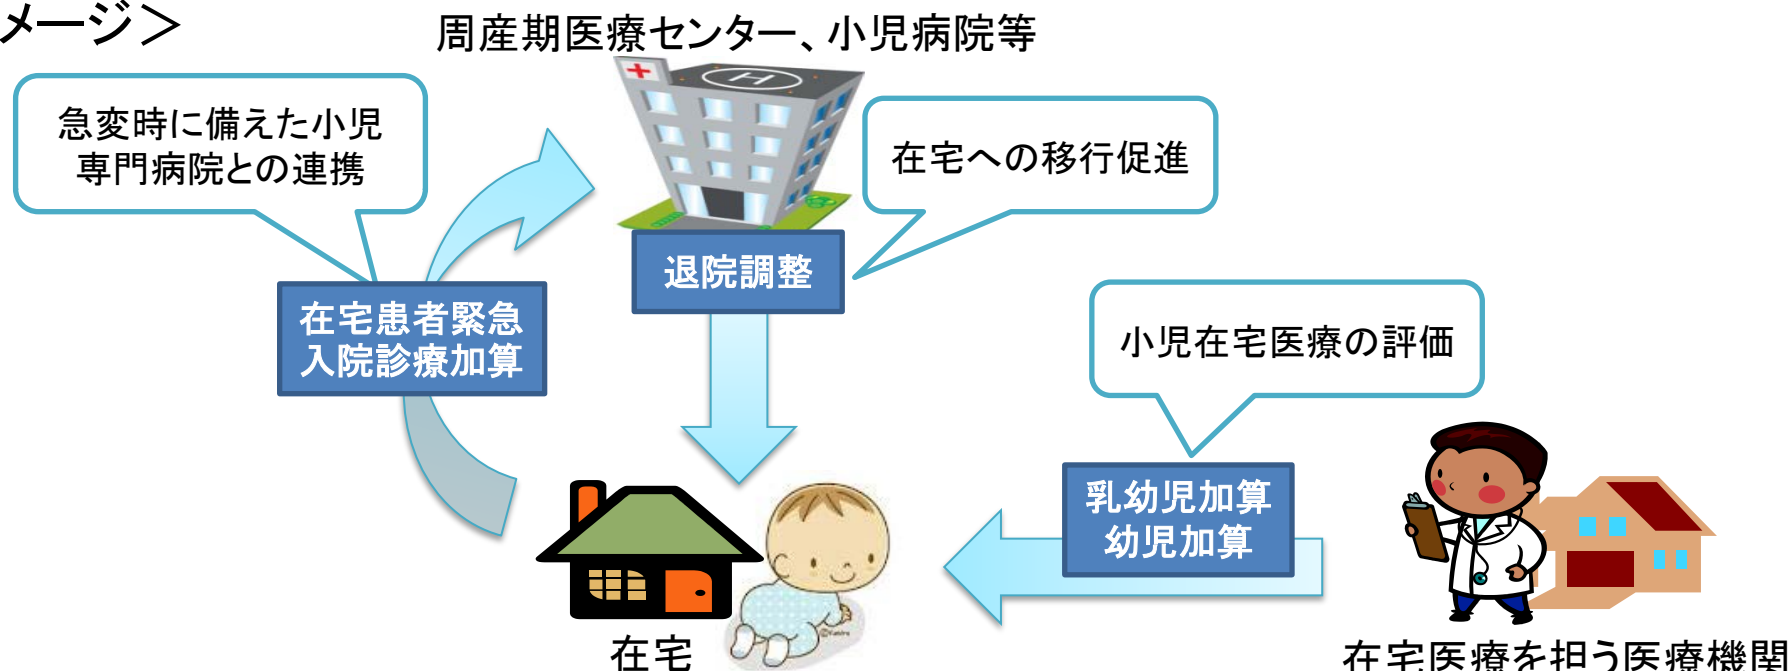 メージ＞
周産期医療センター、小児病院等
急変時に備えた小児
専門病院との連携
H
在宅への移行促進
退院調整
在宅患者緊急
入院診療加算
小児在宅医療の評価
乳幼児加算
幼児加算
在宅
在宅医療を担う医療機関